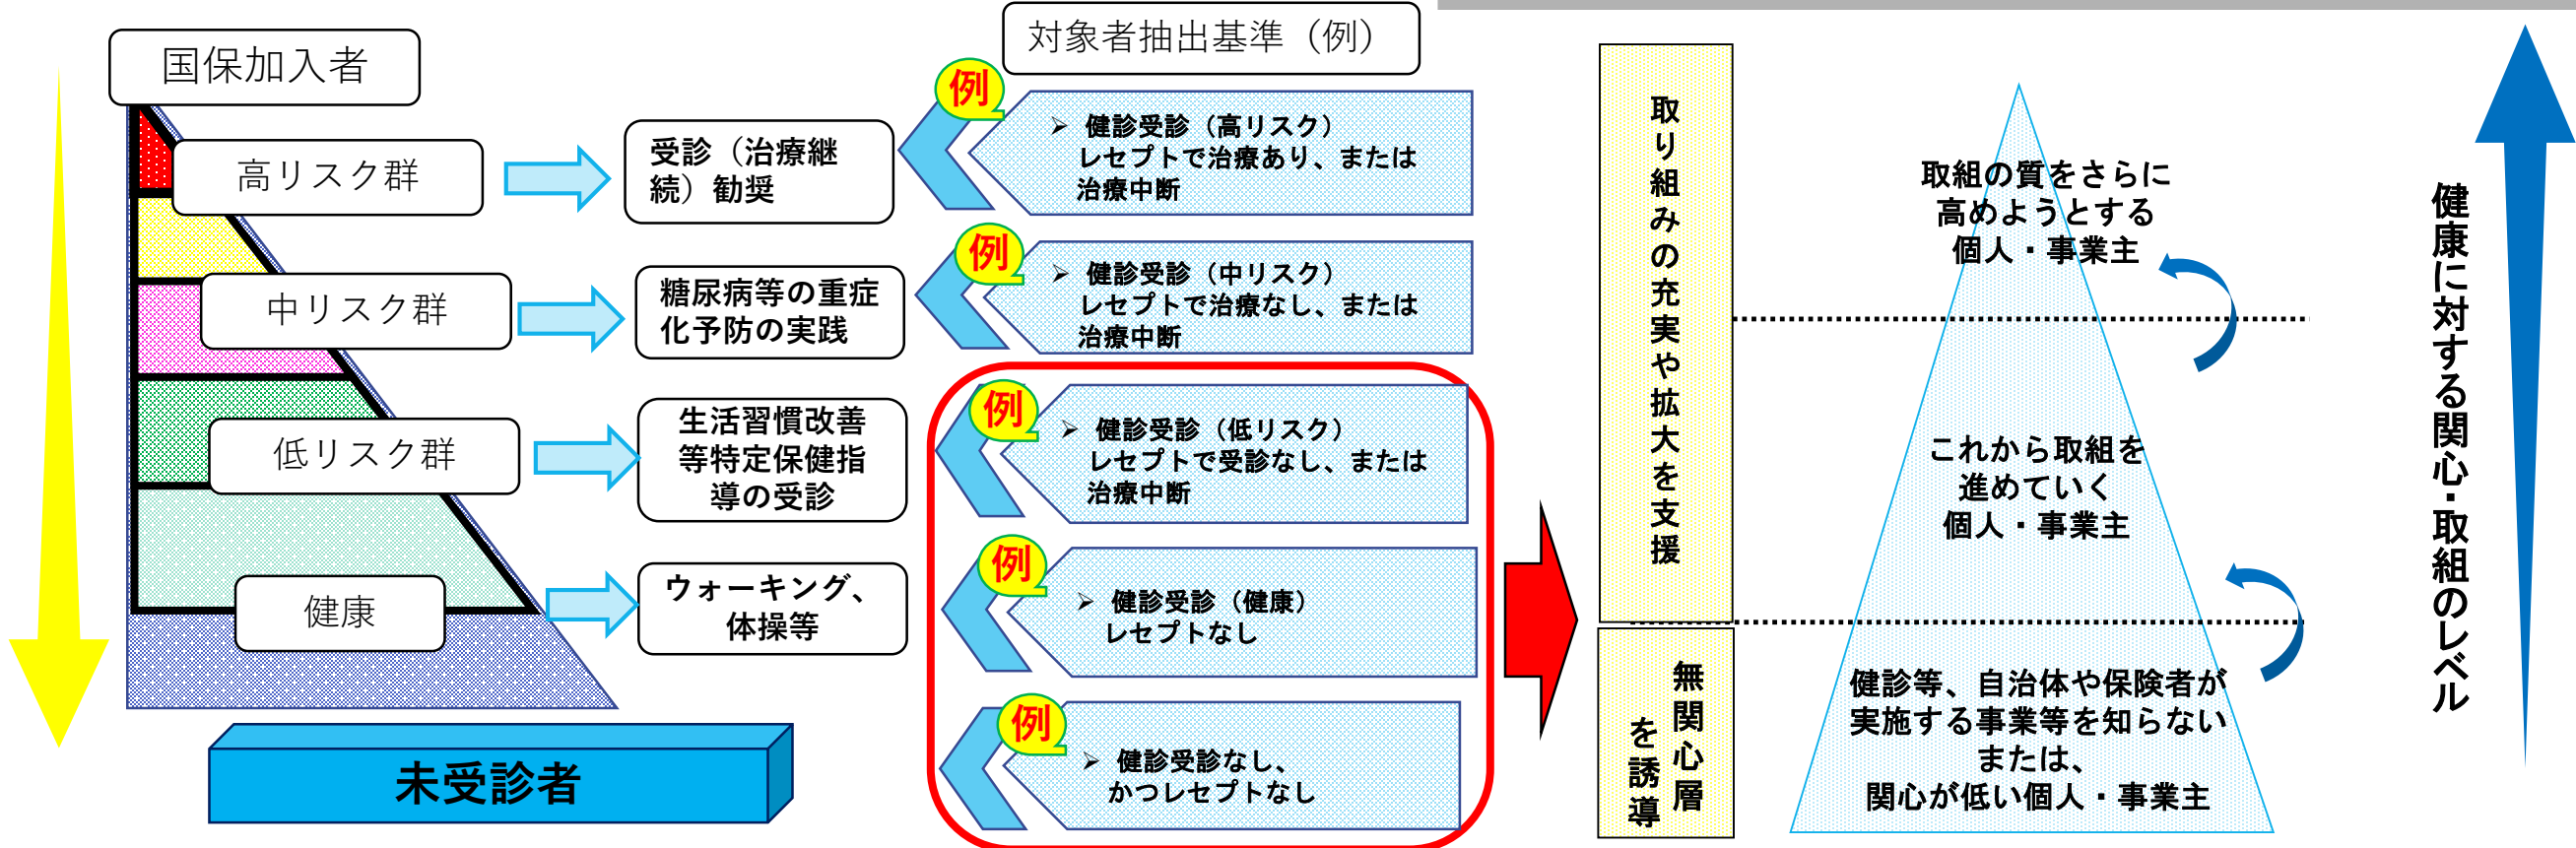 国保加入者
高リスク群
中リスク群
低リスク群
健康
未受診者
受診（治療継
続）勧奨
糖尿病等の重症
化予防の実践
生活習慣改善
等特定保健指
導の受診
ウォーキング、
体操等
対象者抽出基準（例）
例
➢ 健診受診（高リスク）
レセプトで治療あり、または
治療中断
例
➢ 健診受診（中リスク）
レセプトで治療なし、または
治療中断
例
➢ 健診受診（低リスク）
レセプトで受診なし、または
治療中断
例
➢ 健診受診（健康）
レセプトなし
例
➢ 健診受診なし、
かつレセプトなし
取り組みの充実や拡大を支援
無関心層
を誘導
取組の質をさらに
高めようとする
個人・事業主
これから取組を
進めていく
個人・事業主
健診等、自治体や保険者が
実施する事業等を知らない
または、
関心が低い個人・事業主
健康に対する関心・取組のレベル